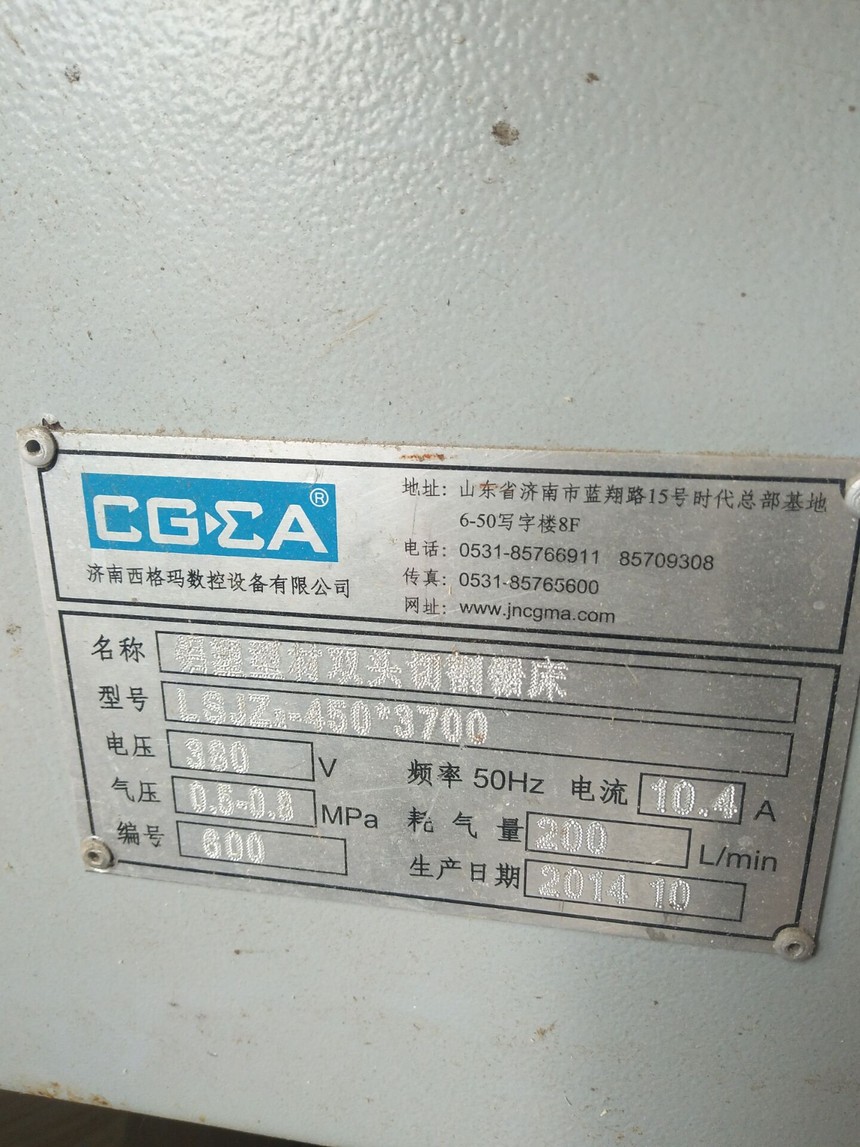 CGΣA®
济南西格玛数控设备有限公司
地址: 山东省济南市蓝翔路15号时代总部基地
6-50写字楼8F
电话: 0531-85766911 85709308
传真: 0531-85765600
网址: www.jncgma.com
名称 铝塑型材双头切割锯床
型号 LSJZ₂-450*3700
电压 380 V 频率 50Hz 电流 10.4 A
气压 0.5-0.8 MPa 耗气量 200 L/min
编号 600 生产日期 2014 10